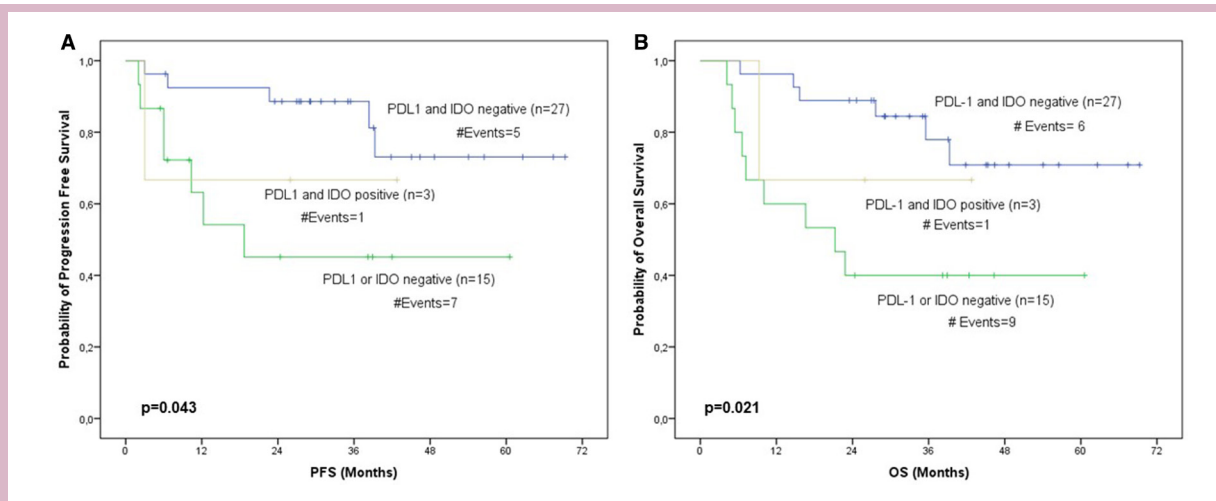 A
1,0
0,8
0,6
0,4
0,2
0,0
Probability of Progression Free Survival
PDL1 and IDO negative (n=27)
#Events=5
PDL1 and IDO positive (n=3)
#Events=1
PDL1 or IDO negative (n=15)
#Events=7
p=0.043
0 12 24 36 48 60 72
PFS (Months)
B
1,0
0,8
0,6
0,4
0,2
0,0
Probability of Overall Survival
PDL-1 and IDO negative (n=27)
# Events= 6
PDL-1 and IDO positive (n=3)
# Events=1
PDL-1 or IDO negative (n=15)
# Events=9
p=0.021
0 12 24 36 48 60 72
OS (Months)